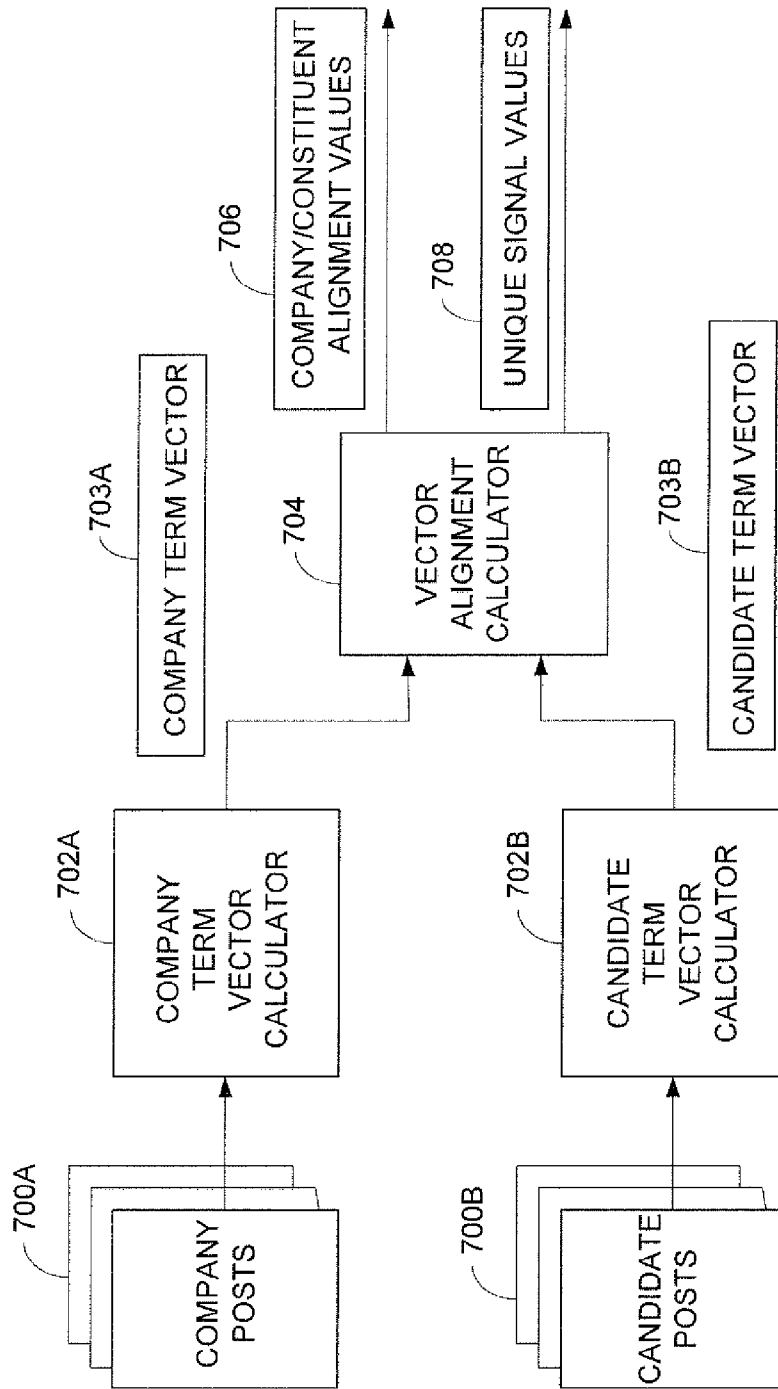 700A
COMPANY
POSTS
702A
COMPANY
TERM
VECTOR
CALCULATOR
703A
COMPANY TERM VECTOR
704
VECTOR
ALIGNMENT
CALCULATOR
706
COMPANY/CONSTITUENT
ALIGNMENT VALUES
708
UNIQUE SIGNAL VALUES
700B
CANDIDATE
POSTS
702B
CANDIDATE
TERM
VECTOR
CALCULATOR
703B
CANDIDATE TERM VECTOR